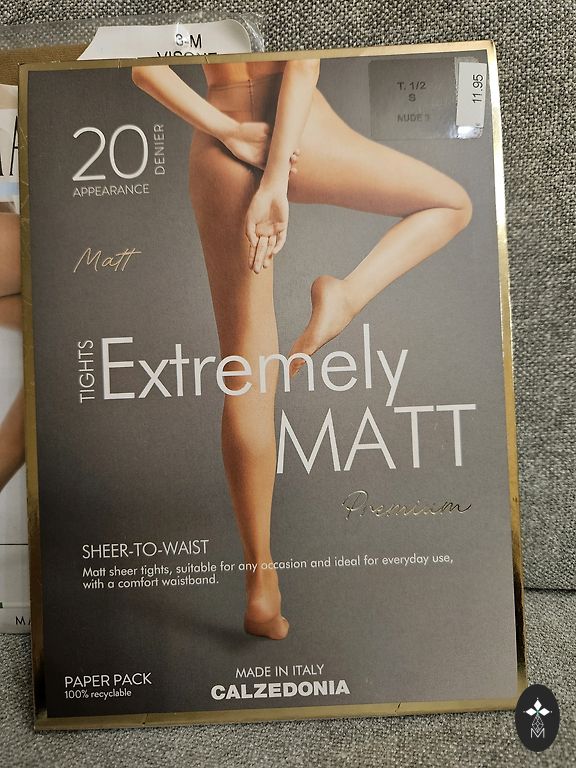 3-M
T. 1/2
S
NUDE 3
11.95
20
DENIER
APPEARANCE
Matt
TIGHTS
Extremely
MATT
Premium
SHEER-TO-WAIST
Matt sheer tights, suitable for any occasion and ideal for everyday use,
with a comfort waistband.
PAPER PACK
100% recyclable
MADE IN ITALY
CALZEDONIA
M